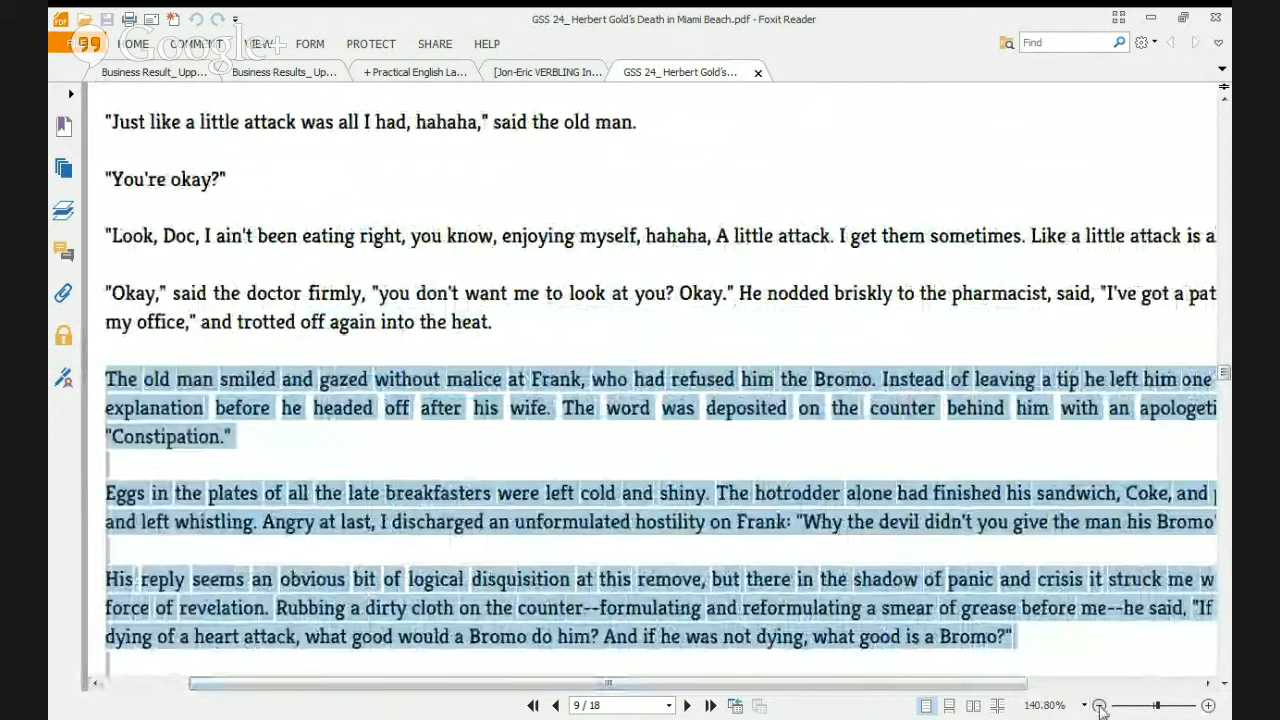 GSS 24_ Herbert Gold's Death in Miami Beach.pdf - Foxit Reader
Google+
HOME COMMENT VIEW FORM PROTECT SHARE HELP
Find
Business Result_ Upp... Business Results_ Up... + Practical English La... [Jon-Eric VERBLING In... GSS 24_ Herbert Gold's...
"Just like a little attack was all I had, hahaha," said the old man.
"You're okay?"
"Look, Doc, I ain't been eating right, you know, enjoying myself, hahaha, A little attack. I get them sometimes. Like a little attack is a
"Okay," said the doctor firmly, "you don't want me to look at you? Okay." He nodded briskly to the pharmacist, said, "I've got a pat
my office," and trotted off again into the heat.
The old man smiled and gazed without malice at Frank, who had refused him the Bromo. Instead of leaving a tip he left him one
explanation before he headed off after his wife. The word was deposited on the counter behind him with an apologeti
"Constipation."
Eggs in the plates of all the late breakfasters were left cold and shiny. The hotrodder alone had finished his sandwich, Coke, and
and left whistling. Angry at last, I discharged an unformulated hostility on Frank: "Why the devil didn't you give the man his Bromo
His reply seems an obvious bit of logical disquisition at this remove, but there in the shadow of panic and crisis it struck me w
force of revelation. Rubbing a dirty cloth on the counter--formulating and reformulating a smear of grease before me--he said, "If
dying of a heart attack, what good would a Bromo do him? And if he was not dying, what good is a Bromo?"
9 / 18
140.80%